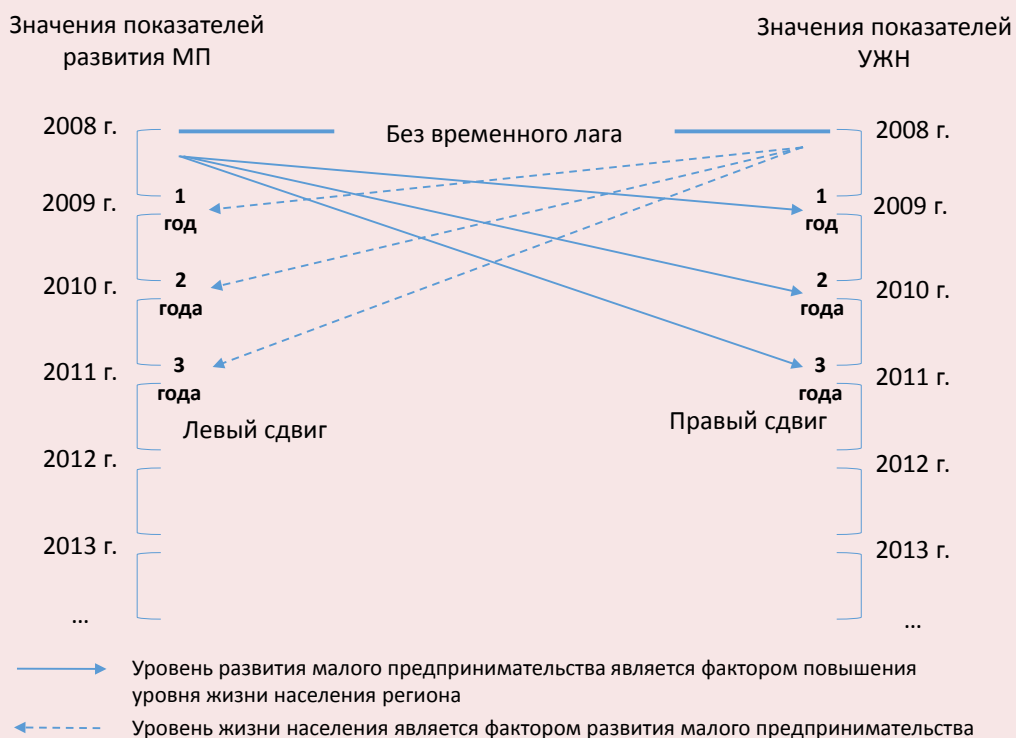 Значения показателей
развития МП
Значения показателей
УЖН
2008 г.
Без временного лага
2008 г.
1
год
1
год
2009 г.
2009 г.
2
года
2
года
2010 г.
2010 г.
3
года
3
года
2011 г.
2011 г.
Левый сдвиг
Правый сдвиг
2012 г.
2012 г.
2013 г.
2013 г.
...
...
Уровень развития малого предпринимательства является фактором повышения
уровня жизни населения региона
Уровень жизни населения является фактором развития малого предпринимательства